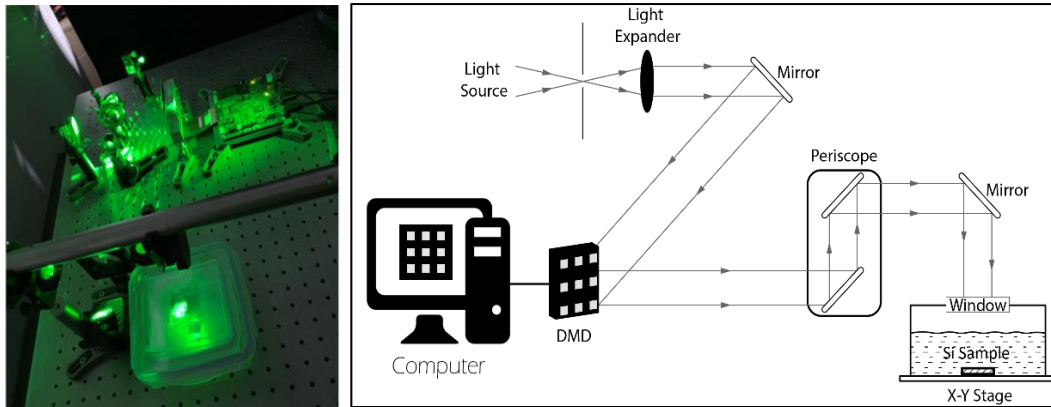 Light
Expander
Light
Source
Mirror
Periscope
Mirror
Window
Si Sample
X-Y Stage
DMD
Computer